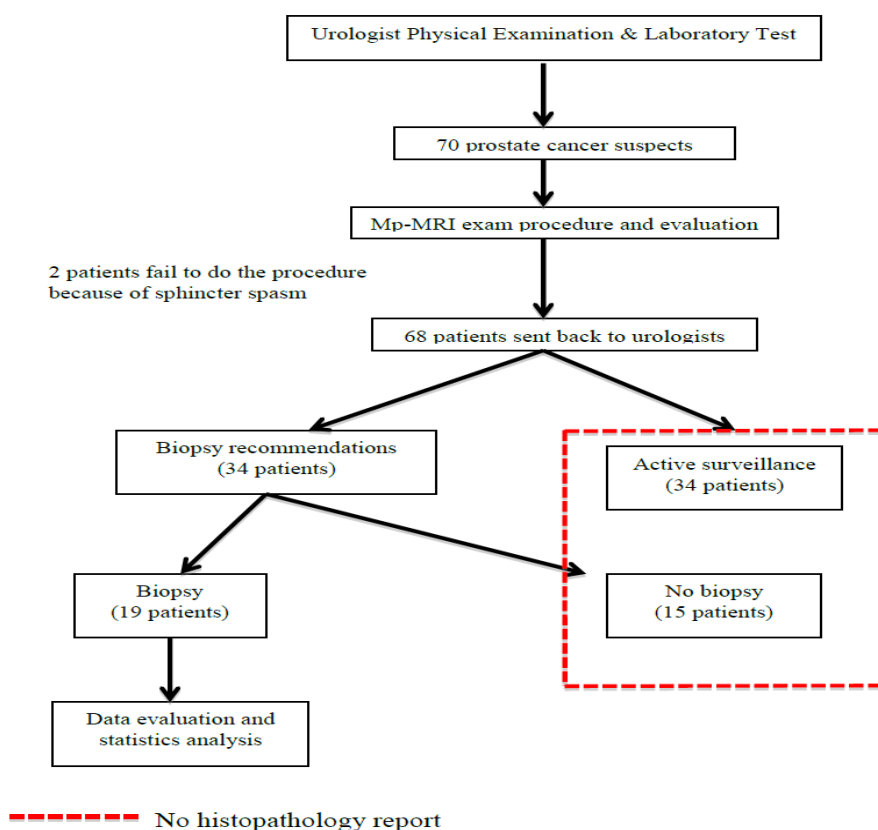 Urologist Physical Examination & Laboratory Test
70 prostate cancer suspects
Mp-MRI exam procedure and evaluation
2 patients fail to do the procedure
because of sphincter spasm
68 patients sent back to urologists
Biopsy recommendations
(34 patients)
Active surveillance
(34 patients)
Biopsy
(19 patients)
No biopsy
(15 patients)
Data evaluation and
statistics analysis
No histopathology report